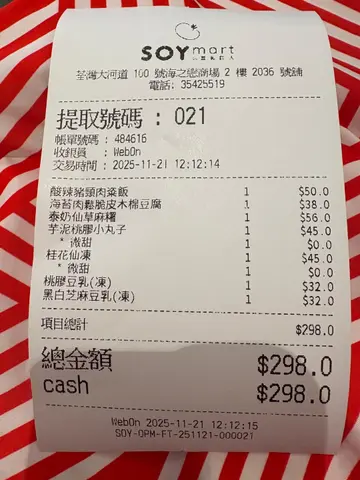 SOYmart
荃灣大河道 100 號海之戀商場 2 樓 2036 號舖
電話: 35425519
提取號碼 : 021
帳單號碼 : 484616
收銀員 : WebOn
交易時間 : 2025-11-21 12:12:14
酸辣豬頸肉粢飯 1 $50.0
海苔肉鬆脆皮木棉豆腐 1 $38.0
泰奶仙草麻糬 1 $56.0
芋泥桃膠小丸子 1 $45.0
* 微甜 1 $0.0
桂花仙凍 1 $45.0
* 微甜 1 $0.0
桃膠豆乳(凍) 1 $32.0
黑白芝麻豆乳(凍) 1 $32.0
項目總計 $298.0
總金額 $298.0
cash $298.0
WebOn 2025-11-21 12:12:15
SOY-OPM-FT-251121-000021